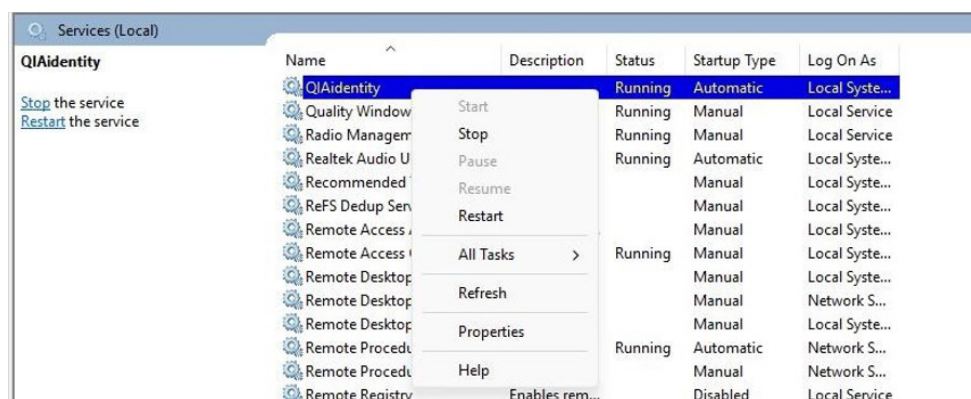 Services (Local)
QIAidentity
Stop the service
Restart the service
Name Description Status Startup Type Log On As
QIAidentity Running Automatic Local Syste...
Quality Window Running Manual Local Service
Radio Managem Running Manual Local Service
Realtek Audio U Running Automatic Local Syste...
Recommended Manual Local Syste...
ReFS Dedup Serv Manual Local Syste...
Remote Access Manual Local Syste...
Remote Access Running Manual Local Syste...
Remote Desktop Manual Local Syste...
Remote Desktop Manual Network S...
Remote Desktop Manual Local Syste...
Remote Procedu Running Automatic Network S...
Remote Procedu Manual Network S...
Remote Registry Enables rem... Disabled Local Service
Start
Stop
Pause
Resume
Restart
All Tasks >
Refresh
Properties
Help